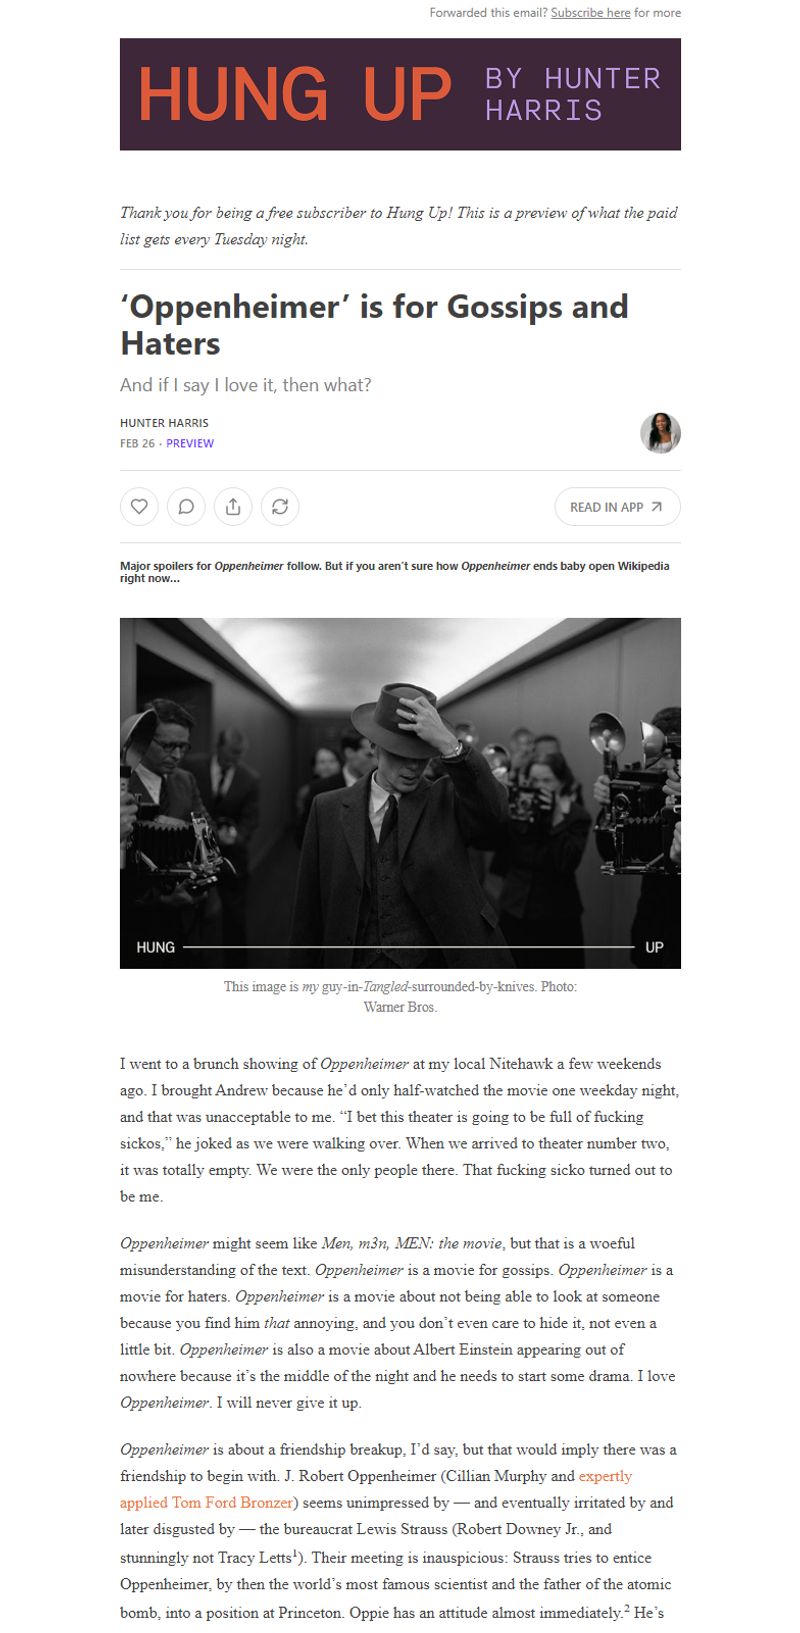 Forwarded this email? Subscribe here for more
HUNG UP
BY HUNTER
HARRIS
Thank you for being a free subscriber to Hung Up! This is a preview of what the paid
list gets every Tuesday night.
‘Oppenheimer’ is for Gossips and
Haters
And if I say I love it, then what?
HUNTER HARRIS
FEB 26 ∙ PREVIEW
READ IN APP
Major spoilers for Oppenheimer follow. But if you aren’t sure how Oppenheimer ends baby open Wikipedia
right now...
HUNG UP
This image is my guy-in-Tangled-surrounded-by-knives. Photo:
Warner Bros.
I went to a brunch showing of Oppenheimer at my local Nitehawk a few weekends
ago. I brought Andrew because he’d only half-watched the movie one weekday night,
and that was unacceptable to me. “I bet this theater is going to be full of fucking
sickos,” he joked as we were walking over. When we arrived to theater number two,
it was totally empty. We were the only people there. That fucking sicko turned out to
be me.
Oppenheimer might seem like Men, m3n, MEN: the movie, but that is a woeful
misunderstanding of the text. Oppenheimer is a movie for gossips. Oppenheimer is a
movie for haters. Oppenheimer is a movie about not being able to look at someone
because you find him that annoying, and you don’t even care to hide it, not even a
little bit. Oppenheimer is also a movie about Albert Einstein appearing out of
nowhere because it’s the middle of the night and he needs to start some drama. I love
Oppenheimer. I will never give it up.
Oppenheimer is about a friendship breakup, I’d say, but that would imply there was a
friendship to begin with. J. Robert Oppenheimer (Cillian Murphy and expertly
applied Tom Ford Bronzer) seems unimpressed by — and eventually irritated by and
later disgusted by — the bureaucrat Lewis Strauss (Robert Downey Jr., and
stunningly not Tracy Letts¹). Their meeting is inauspicious: Strauss tries to entice
Oppenheimer, by then the world’s most famous scientist and the father of the atomic
bomb, into a position at Princeton. Oppie has an attitude almost immediately.² He’s